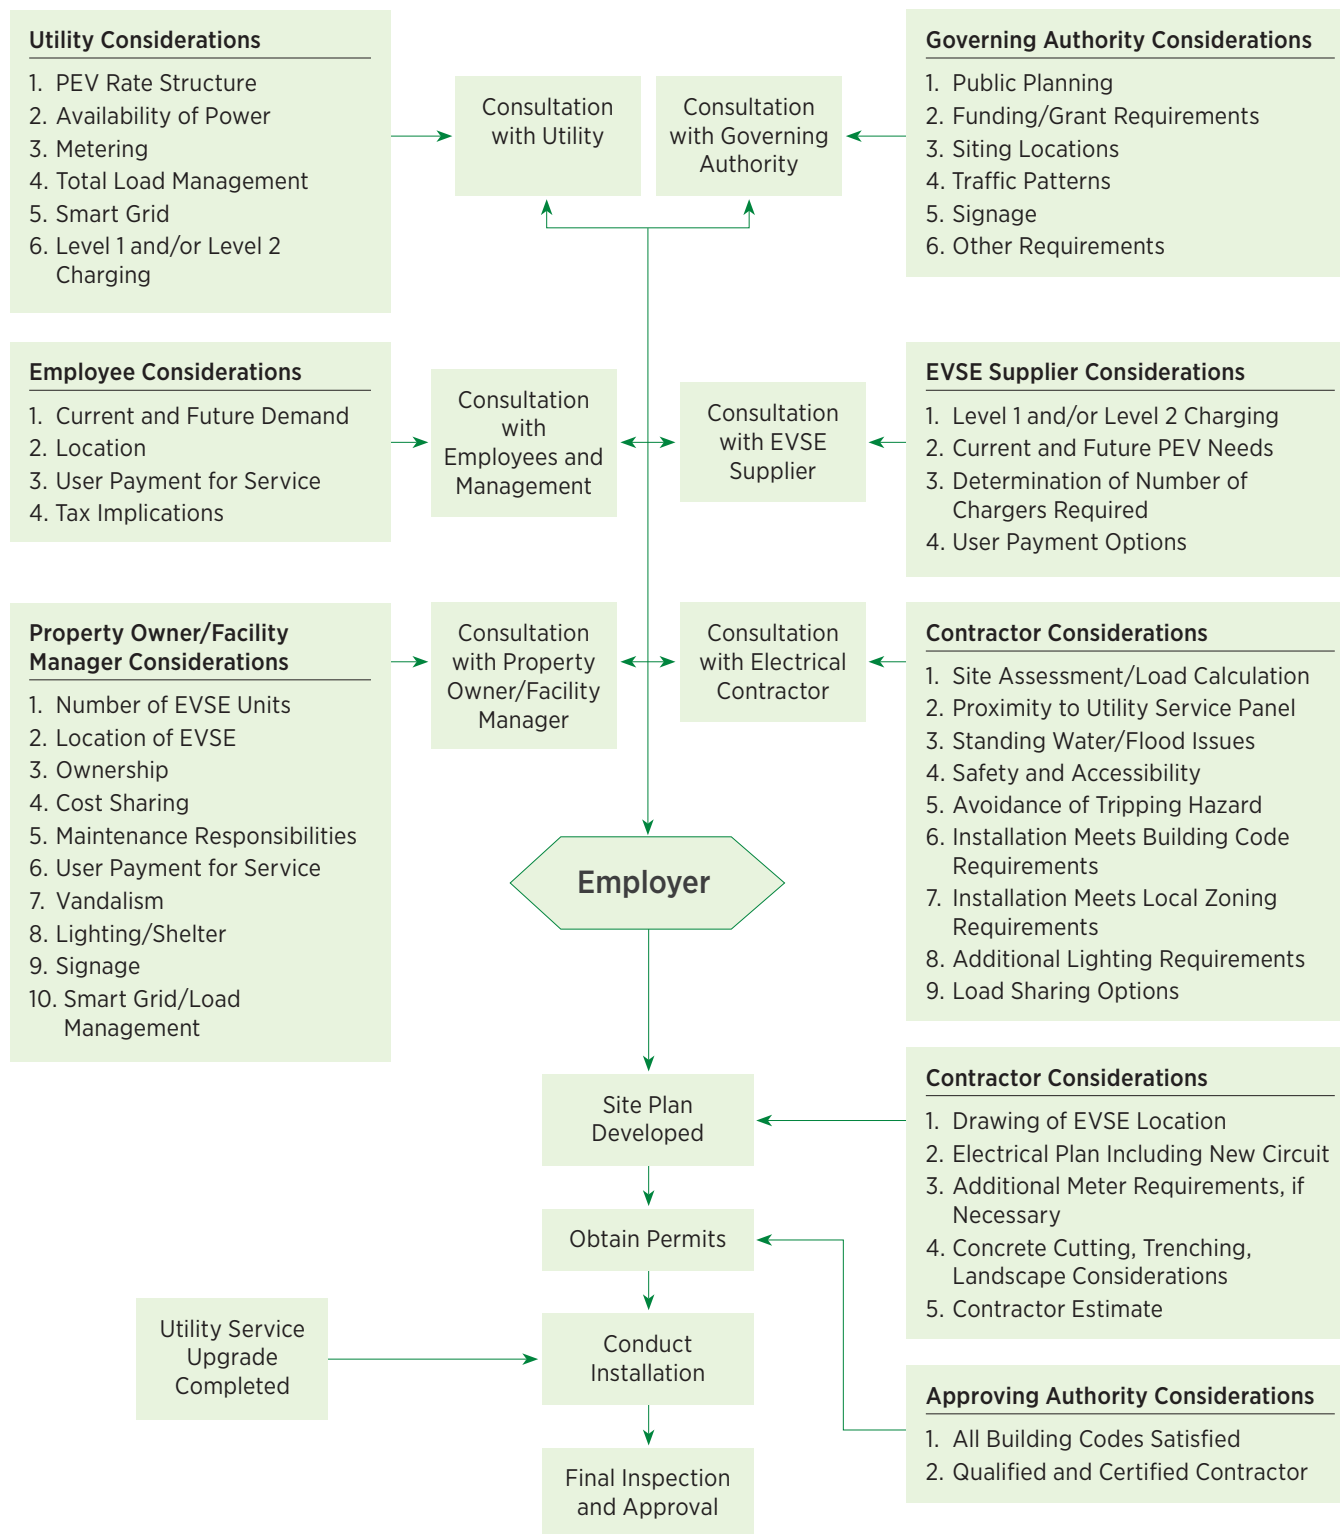 Utility Considerations
1. PEV Rate Structure
2. Availability of Power
3. Metering
4. Total Load Management
5. Smart Grid
6. Level 1 and/or Level 2
Charging
Consultation
with Utility
Consultation
with Governing
Authority
Governing Authority Considerations
1. Public Planning
2. Funding/Grant Requirements
3. Siting Locations
4. Traffic Patterns
5. Signage
6. Other Requirements
Employee Considerations
1. Current and Future Demand
2. Location
3. User Payment for Service
4. Tax Implications
Consultation
with
Employees and
Management
Consultation
with EVSE
Supplier
EVSE Supplier Considerations
1. Level 1 and/or Level 2 Charging
2. Current and Future PEV Needs
3. Determination of Number of
Chargers Required
4. User Payment Options
Property Owner/Facility
Manager Considerations
1. Number of EVSE Units
2. Location of EVSE
3. Ownership
4. Cost Sharing
5. Maintenance Responsibilities
6. User Payment for Service
7. Vandalism
8. Lighting/Shelter
9. Signage
10. Smart Grid/Load
Management
Consultation
with Property
Owner/Facility
Manager
Consultation
with Electrical
Contractor
Contractor Considerations
1. Site Assessment/Load Calculation
2. Proximity to Utility Service Panel
3. Standing Water/Flood Issues
4. Safety and Accessibility
5. Avoidance of Tripping Hazard
6. Installation Meets Building Code
Requirements
7. Installation Meets Local Zoning
Requirements
8. Additional Lighting Requirements
9. Load Sharing Options
Employer
Site Plan
Developed
Contractor Considerations
1. Drawing of EVSE Location
2. Electrical Plan Including New Circuit
3. Additional Meter Requirements, if
Necessary
4. Concrete Cutting, Trenching,
Landscape Considerations
5. Contractor Estimate
Obtain Permits
Utility Service
Upgrade
Completed
Conduct
Installation
Approving Authority Considerations
1. All Building Codes Satisfied
2. Qualified and Certified Contractor
Final Inspection
and Approval